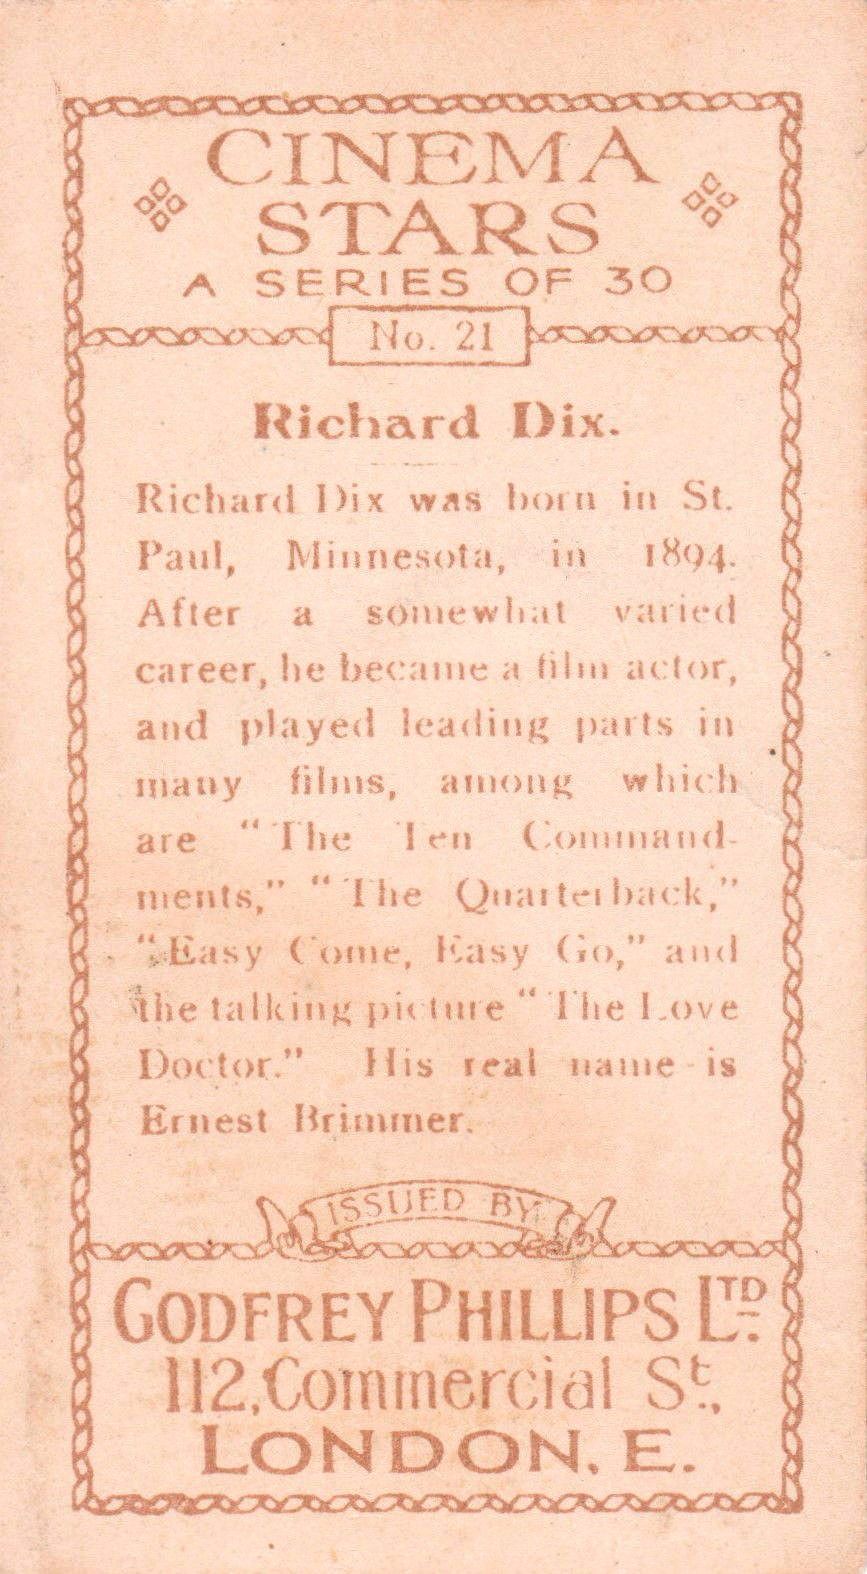 CINEMA
STARS
A SERIES OF 30
No. 21
Richard Dix.
Richard Dix was born in St.
Paul, Minnesota, in 1894.
After a somewhat varied
career, he became a film actor,
and played leading parts in
many films, among which
are "The Ten Command-
ments," "The Quarterback,"
"Easy Come, Easy Go," and
the talking picture "The Love
Doctor." His real name is
Ernest Brimmer.
ISSUED BY
GODFREY PHILLIPS LTD.
112, Commercial St.,
LONDON. E.